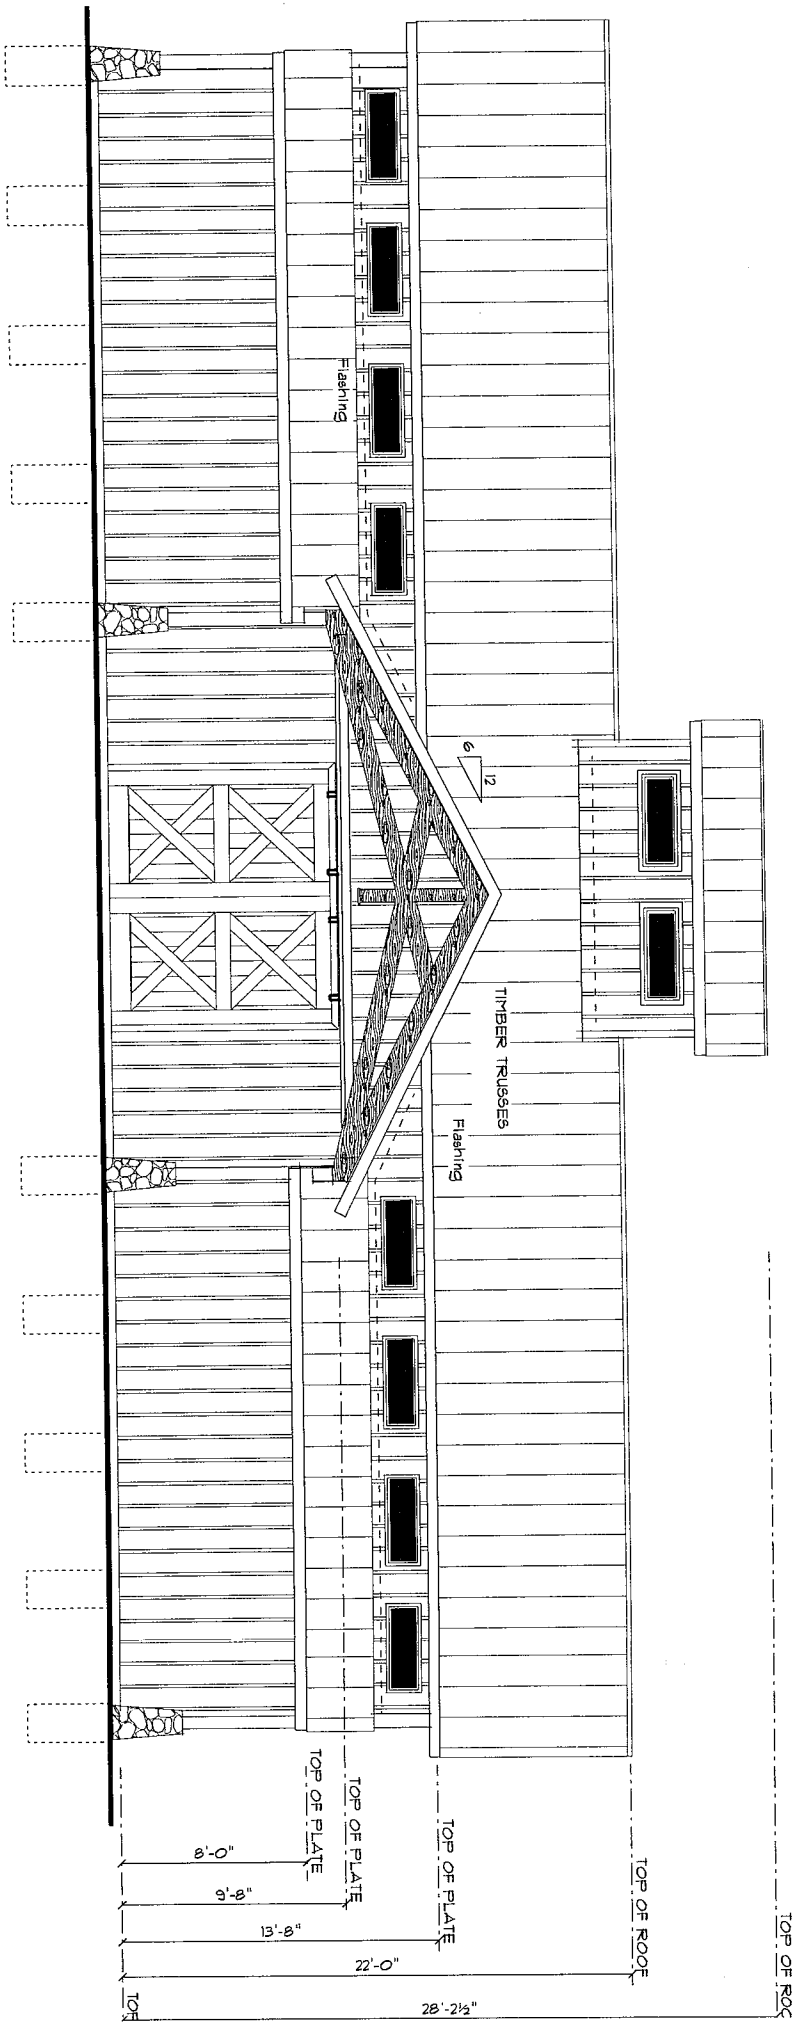 TOP OF ROO
TOP OF ROOF
6
12
TIMBER TRUSSES
Flashing
Flashing
TOP OF PLATE
TOP OF PLATE
TOP OF PLATE
TOF
8'-0"
9'-8"
13'-8"
22'-0"
28'-2½"